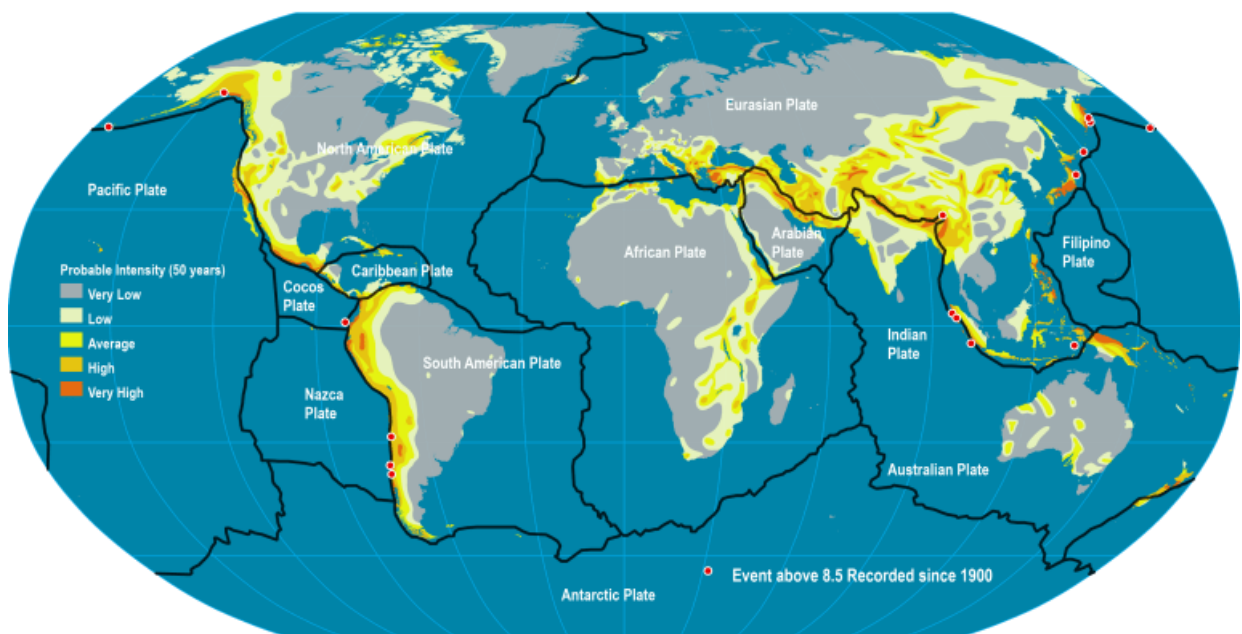 Eurasian Plate
North American Plate
Pacific Plate
African Plate
Arabian
Plate
Filipino
Plate
Probable Intensity (50 years)
Very Low
Low
Average
High
Very High
Caribbean Plate
Cocos
Plate
Indian
Plate
South American Plate
Nazca
Plate
Australian Plate
Event above 8.5 Recorded since 1900
Antarctic Plate